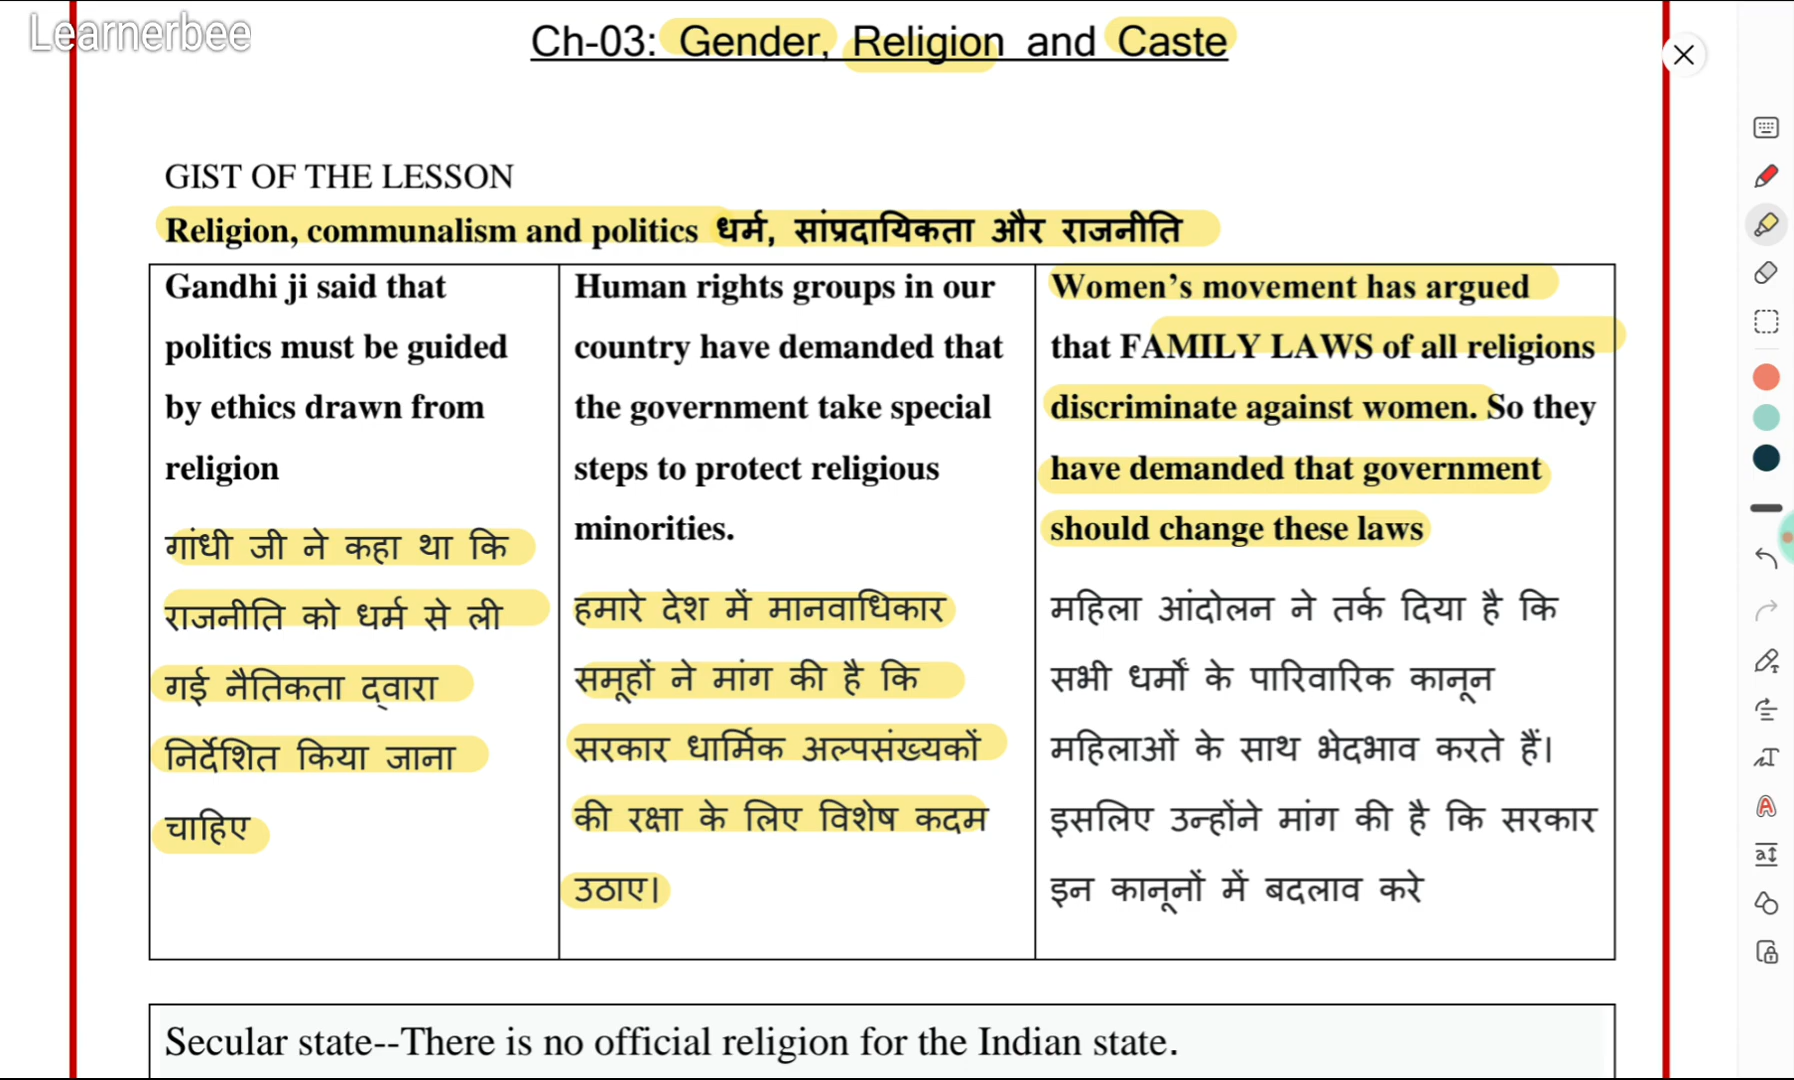 Learnerbee
Ch-03: Gender, Religion and Caste
GIST OF THE LESSON
Religion, communalism and politics धर्म, सांप्रदायिकता और राजनीति
Gandhi ji said that
politics must be guided
by ethics drawn from
religion
गांधी जी ने कहा था कि
राजनीति को धर्म से ली
गई नैतिकता द्वारा
निर्देशित किया जाना
चाहिए
Human rights groups in our
country have demanded that
the government take special
steps to protect religious
minorities.
हमारे देश में मानवाधिकार
समूहों ने मांग की है कि
सरकार धार्मिक अल्पसंख्यकों
की रक्षा के लिए विशेष कदम
उठाए।
Women’s movement has argued
that FAMILY LAWS of all religions
discriminate against women. So they
have demanded that government
should change these laws
महिला आंदोलन ने तर्क दिया है कि
सभी धर्मों के पारिवारिक कानून
महिलाओं के साथ भेदभाव करते हैं।
इसलिए उन्होंने मांग की है कि सरकार
इन कानूनों में बदलाव करे
Secular state--There is no official religion for the Indian state.